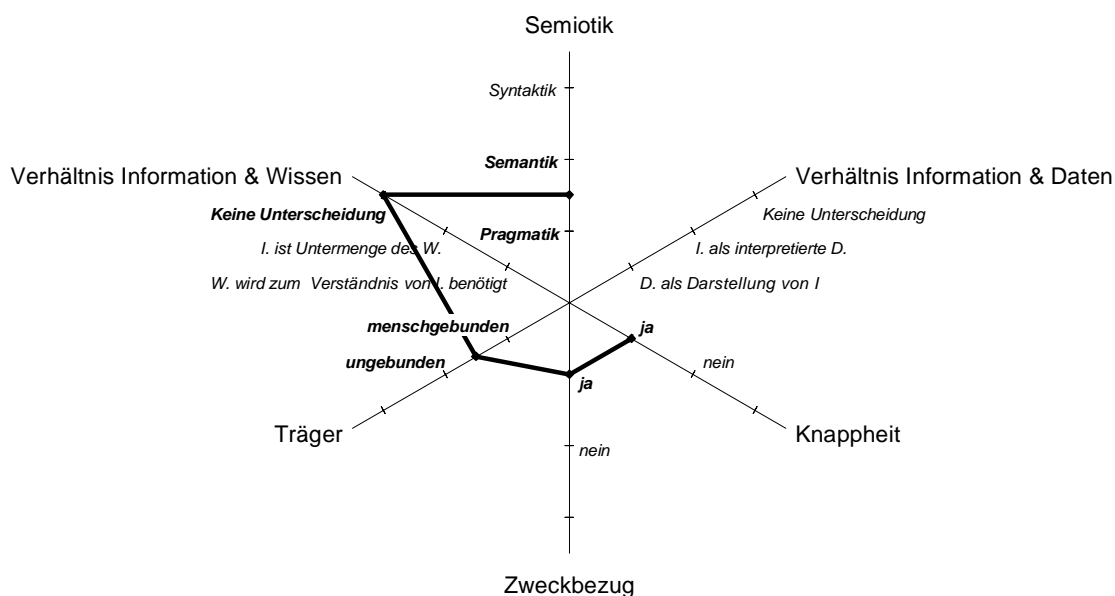 Semiotik
Syntaktik
Semantik
Pragmatik
Verhältnis Information & Wissen
Keine Unterscheidung
I. ist Untermenge des W.
W. wird zum Verständnis von I. benötigt
Verhältnis Information & Daten
Keine Unterscheidung
I. als interpretierte D.
D. als Darstellung von I
menschgebunden
ungebunden
Träger
ja
nein
Knappheit
ja
nein
Zweckbezug